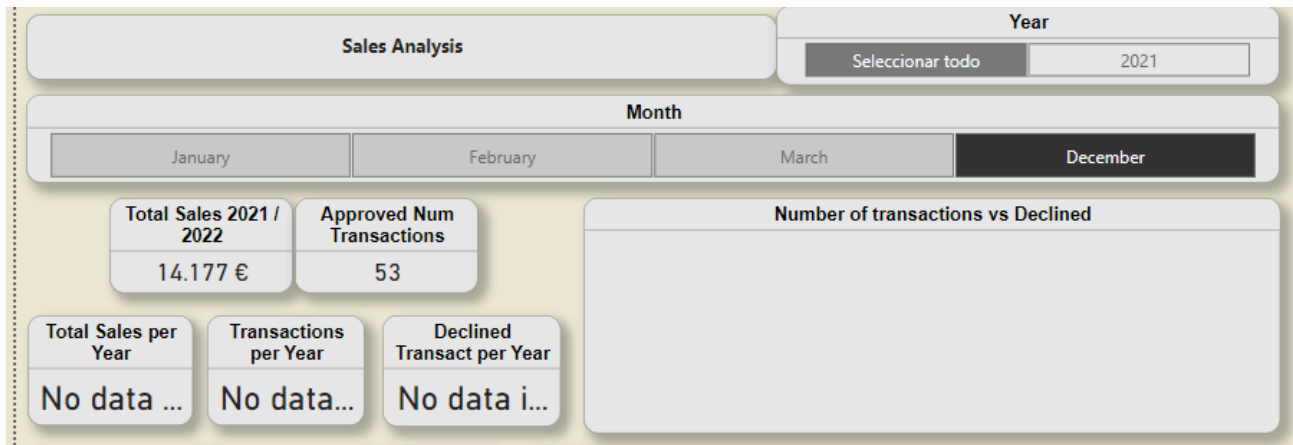 Sales Analysis
Year
Seleccionar todo
2021
Month
January
February
March
December
Total Sales 2021 /
2022
14.177 €
Approved Num
Transactions
53
Number of transactions vs Declined
Total Sales per
Year
No data ...
Transactions
per Year
No data...
Declined
Transact per Year
No data i...